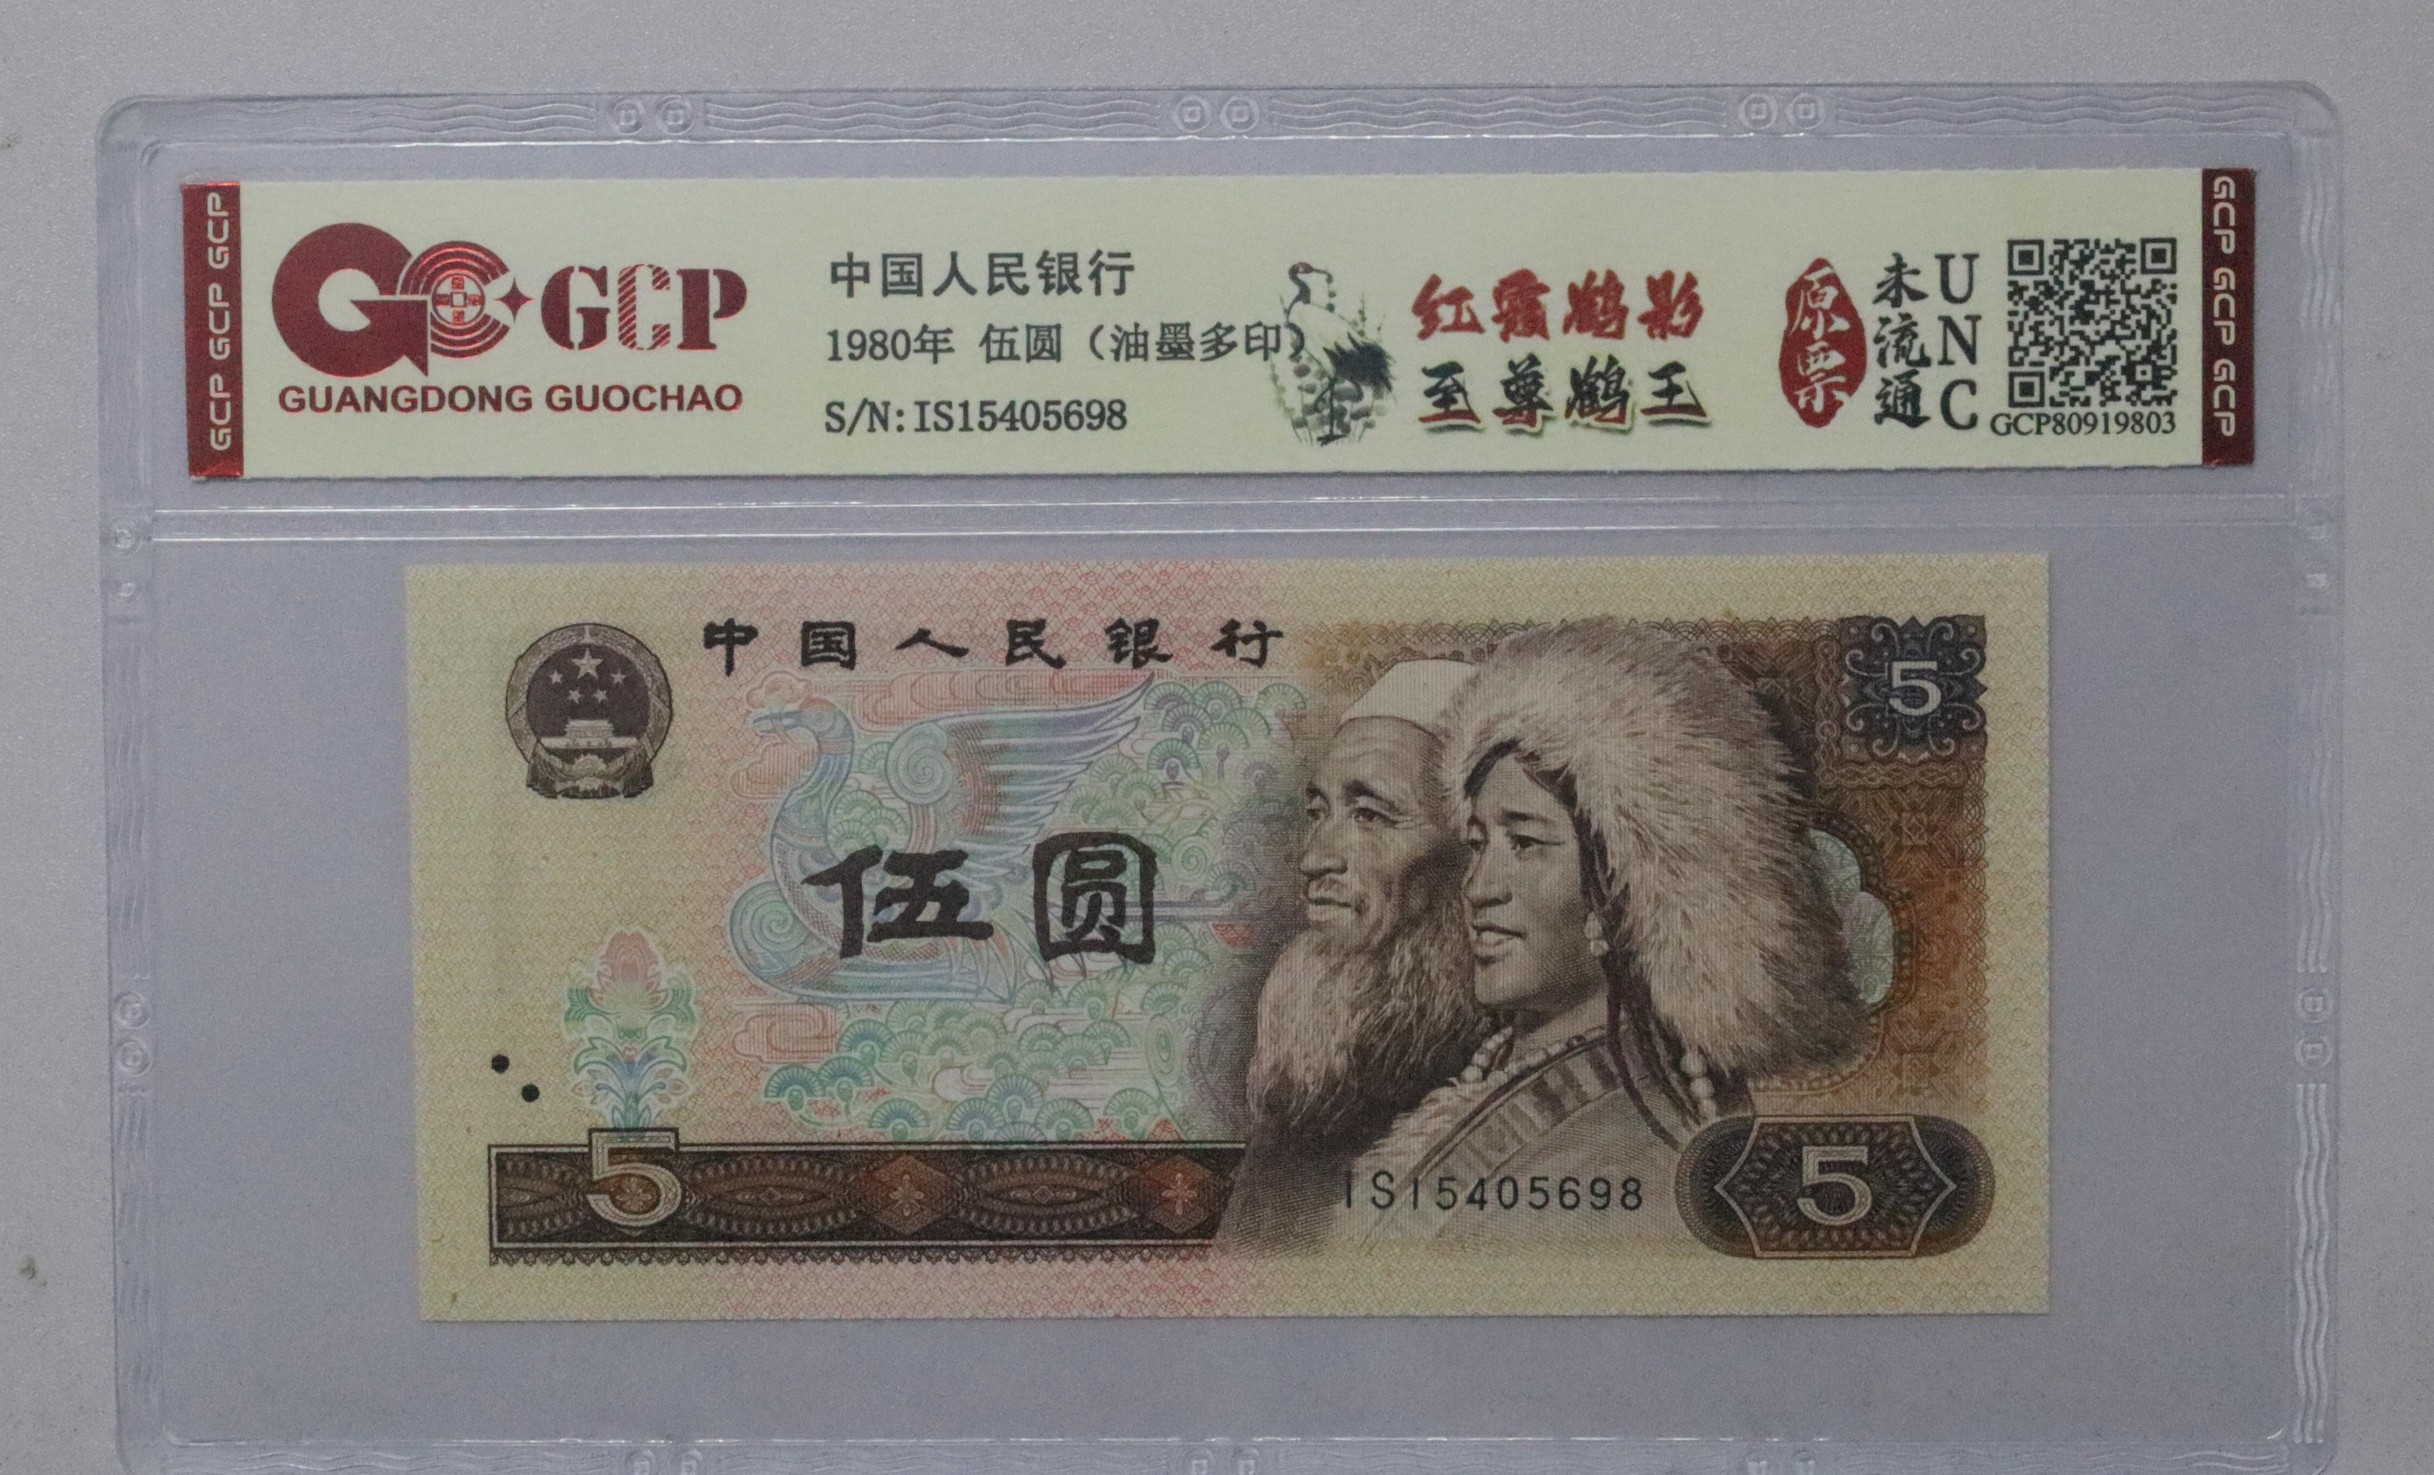 GCP GCP GCP
GCP
GUANGDONG GUOCHAO
中国人民银行
1980年 伍圆（油墨多印）
S/N:IS15405698
红霞鹇影
至尊鹇王
原票
未流通
UNC
GCP80919803
GCP GCP GCP
中国人民银行
5
伍圆
5
IS15405698
5